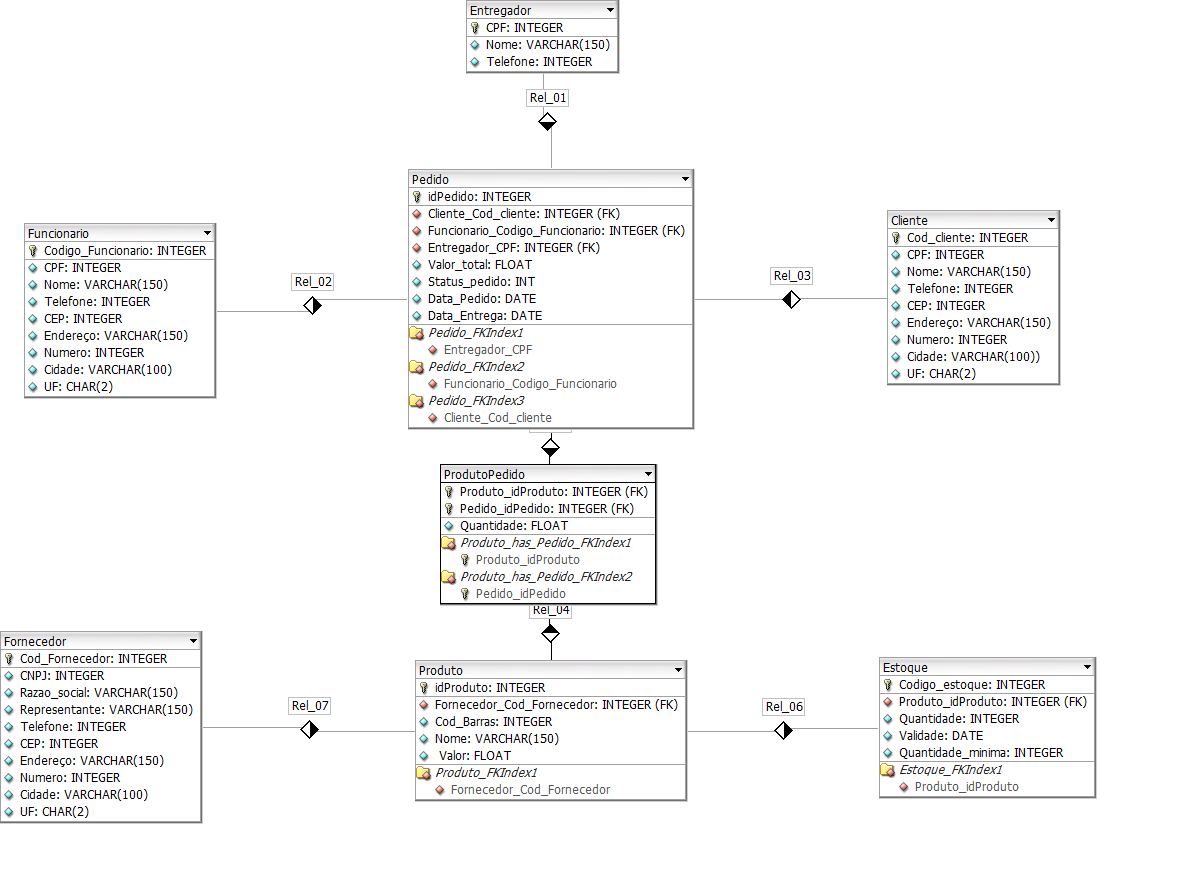 Entregador
CPF: INTEGER
Nome: VARCHAR(150)
Telefone: INTEGER
Rel_01
Pedido
idPedido: INTEGER
Cliente_Cod_cliente: INTEGER (FK)
Funcionario_Codigo_Funcionario: INTEGER (FK)
Entregador_CPF: INTEGER (FK)
Valor_total: FLOAT
Status_pedido: INT
Data_Pedido: DATE
Data_Entrega: DATE
Pedido_FKIndex1
Entregador_CPF
Pedido_FKIndex2
Funcionario_Codigo_Funcionario
Pedido_FKIndex3
Cliente_Cod_cliente
Funcionario
Codigo_Funcionario: INTEGER
CPF: INTEGER
Nome: VARCHAR(150)
Telefone: INTEGER
CEP: INTEGER
Endereço: VARCHAR(150)
Numero: INTEGER
Cidade: VARCHAR(100)
UF: CHAR(2)
Rel_02
Rel_03
Cliente
Cod_cliente: INTEGER
CPF: INTEGER
Nome: VARCHAR(150)
Telefone: INTEGER
CEP: INTEGER
Endereço: VARCHAR(150)
Numero: INTEGER
Cidade: VARCHAR(100))
UF: CHAR(2)
ProdutoPedido
Produto_idProduto: INTEGER (FK)
Pedido_idPedido: INTEGER (FK)
Quantidade: FLOAT
Produto_has_Pedido_FKIndex1
Produto_idProduto
Produto_has_Pedido_FKIndex2
Pedido_idPedido
Rel_04
Fornecedor
Cod_Fornecedor: INTEGER
CNPJ: INTEGER
Razao_social: VARCHAR(150)
Representante: VARCHAR(150)
Telefone: INTEGER
CEP: INTEGER
Endereço: VARCHAR(150)
Numero: INTEGER
Cidade: VARCHAR(100)
UF: CHAR(2)
Rel_07
Produto
idProduto: INTEGER
Fornecedor_Cod_Fornecedor: INTEGER (FK)
Cod_Barras: INTEGER
Nome: VARCHAR(150)
Valor: FLOAT
Produto_FKIndex1
Fornecedor_Cod_Fornecedor
Rel_06
Estoque
Codigo_estoque: INTEGER
Produto_idProduto: INTEGER (FK)
Quantidade: INTEGER
Validade: DATE
Quantidade_minima: INTEGER
Estoque_FKIndex1
Produto_idProduto